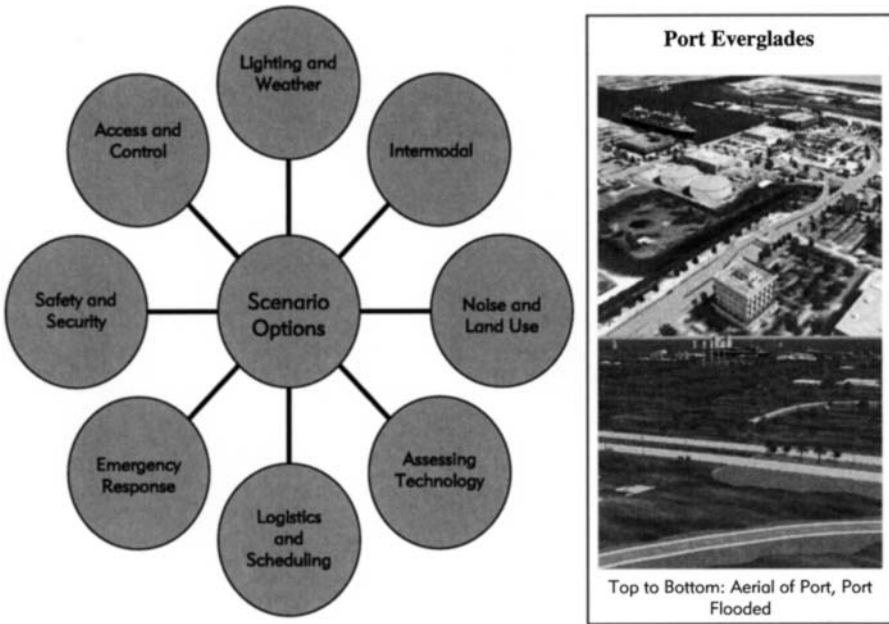 Lighting and
Weather
Access and
Control
Intermodal
Safety and
Security
Scenario
Options
Noise and
Land Use
Emergency
Response
Assessing
Technology
Logistics
and
Scheduling
Port Everglades
Top to Bottom: Aerial of Port, Port
Flooded